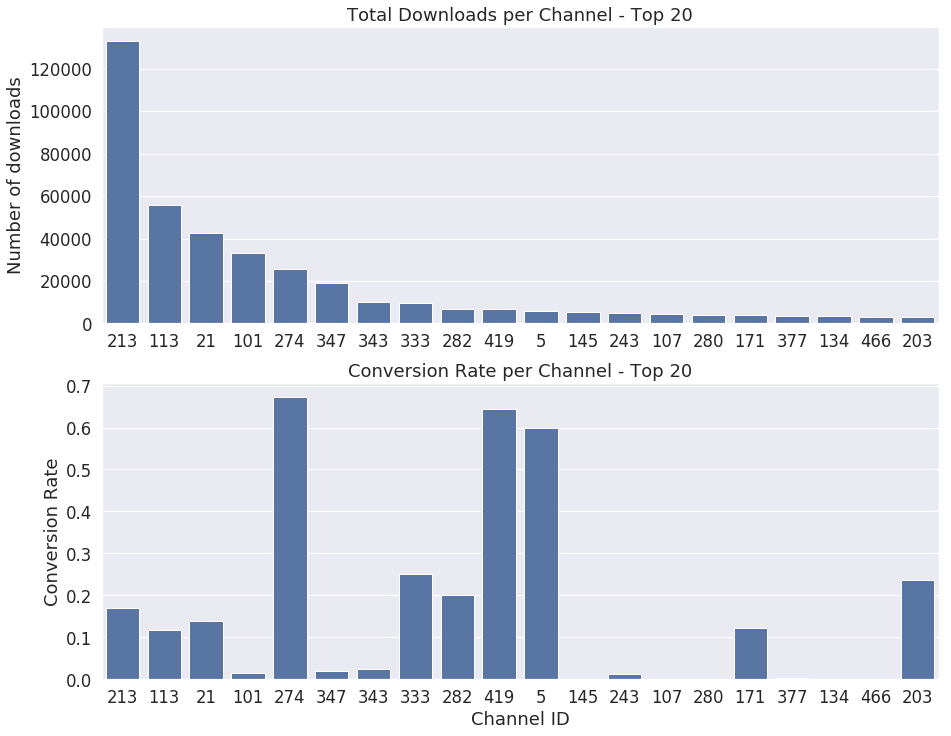 Total Downloads per Channel - Top 20
Number of downloads
120000
100000
80000
60000
40000
20000
0
213 113 21 101 274 347 343 333 282 419 5 145 243 107 280 171 377 134 466 203
Conversion Rate per Channel - Top 20
Conversion Rate
0.7
0.6
0.5
0.4
0.3
0.2
0.1
0.0
213 113 21 101 274 347 343 333 282 419 5 145 243 107 280 171 377 134 466 203
Channel ID